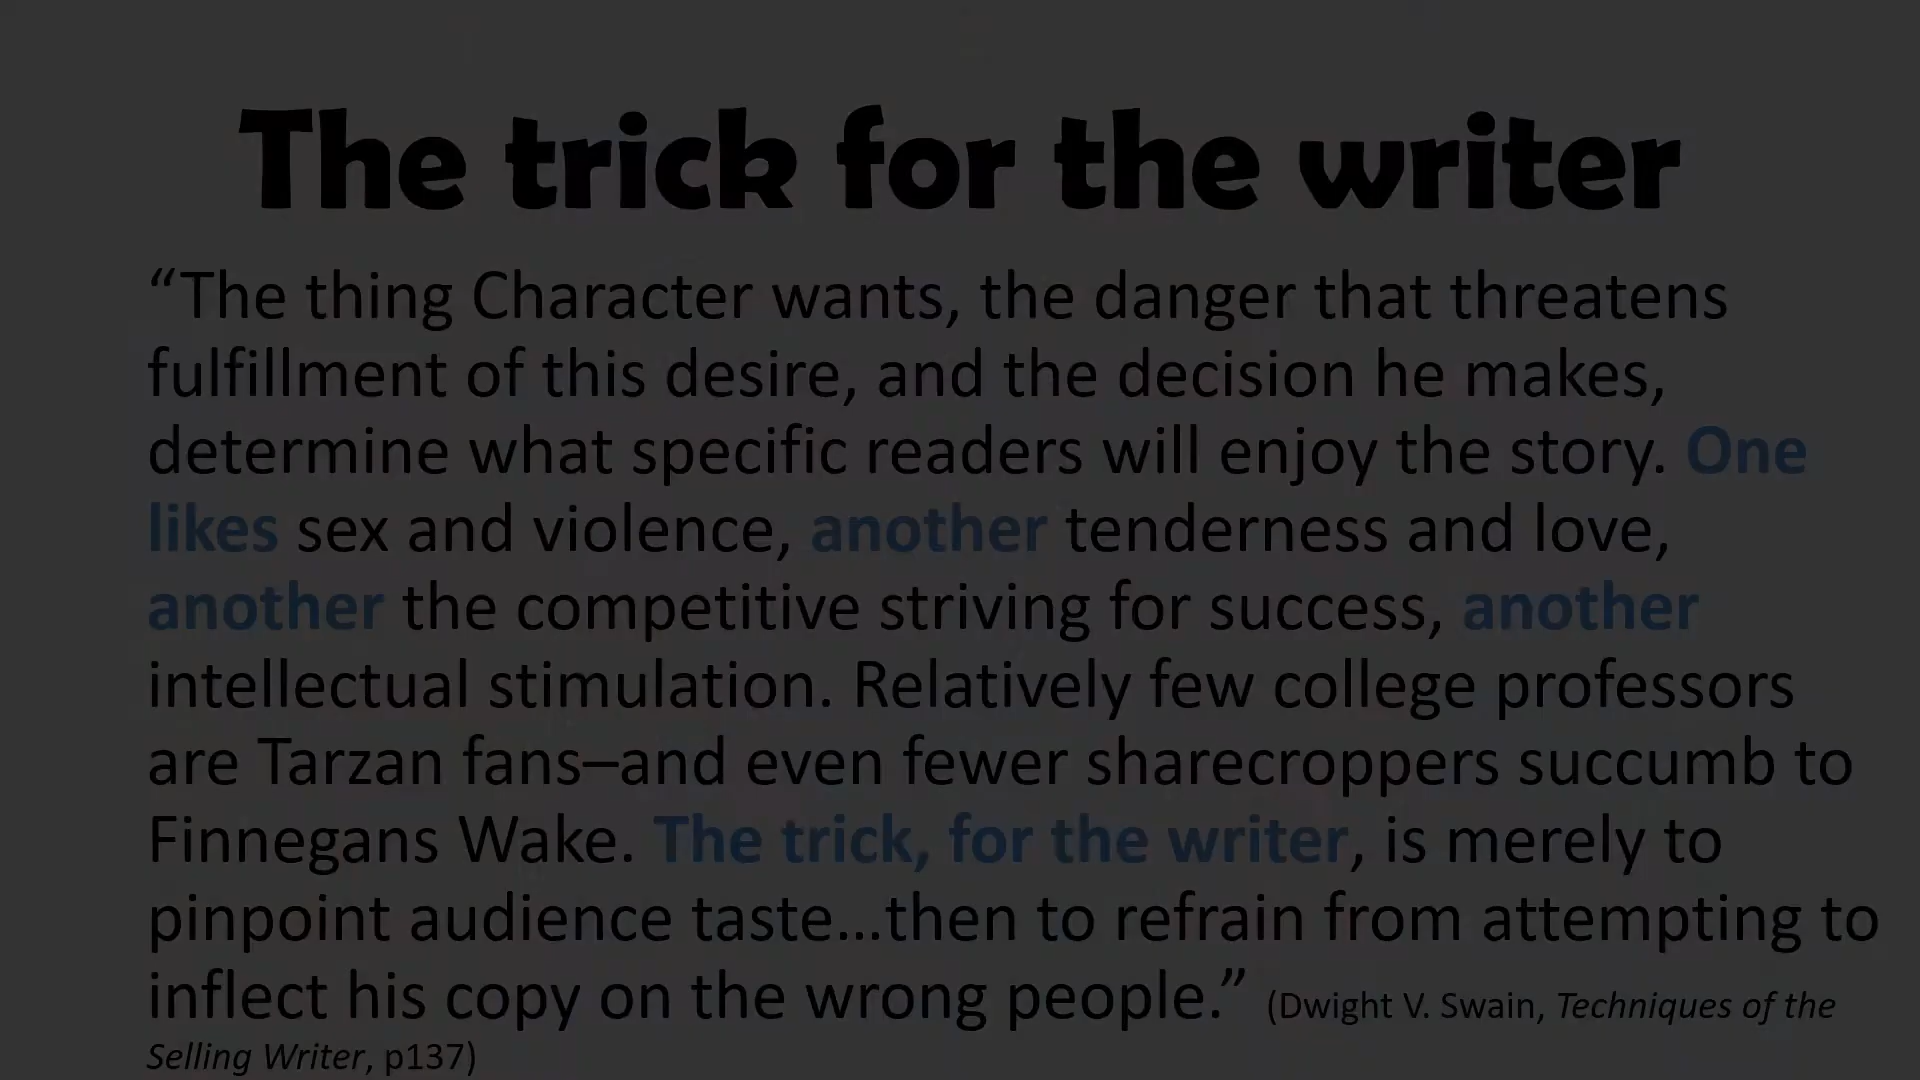 The trick for the writer
“The thing Character wants, the danger that threatens
fulfillment of this desire, and the decision he makes,
determine what specific readers will enjoy the story. One
likes sex and violence, another tenderness and love,
another the competitive striving for success, another
intellectual stimulation. Relatively few college professors
are Tarzan fans–and even fewer sharecroppers succumb to
Finnegans Wake. The trick, for the writer, is merely to
pinpoint audience taste…then to refrain from attempting to
inflect his copy on the wrong people.” (Dwight V. Swain, Techniques of the
Selling Writer, p137)